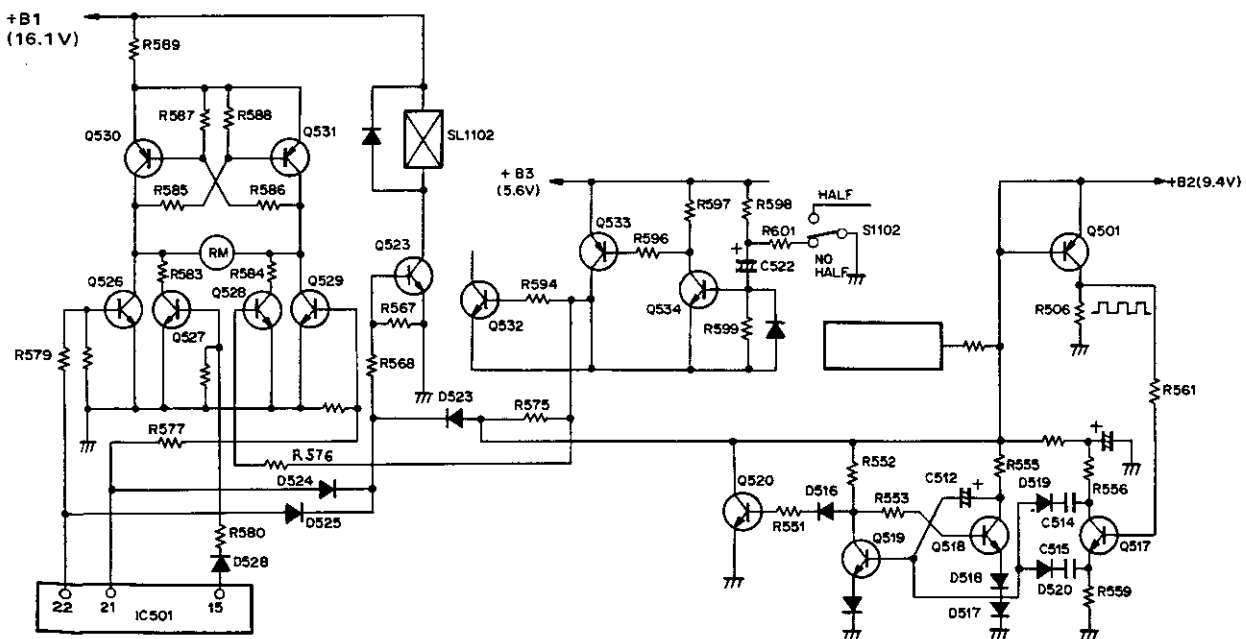 +B1
(16.1V)
R589
R587
R588
Q530
Q531
SL1102
R585
R586
RM
R583
R584
Q526
Q528
Q529
Q527
R579
Q523
R567
R568
R577
R576
D524
D525
R580
D528
22
21
15
IC501
+B3
(5.6V)
R597
R598
HALF
S1102
R601
NO
HALF
Q533
R596
C522
R594
Q532
Q534
R599
D523
R575
+B2(9.4V)
Q501
R506
R561
R552
C512
+
R555
D519
+
R556
Q520
D516
R553
R551
C514
Q519
Q518
C515
Q517
D518
D520
R559
D517
+